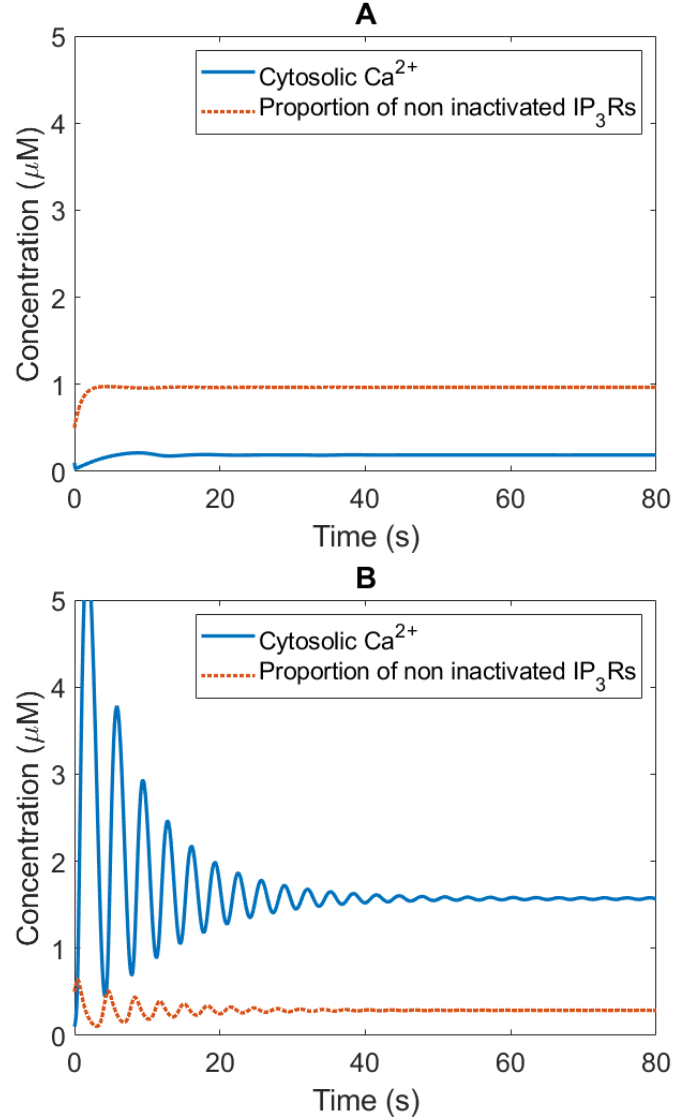 A
5
4
3
2
1
0
Concentration (μM)
Cytosolic Ca²⁺
Proportion of non inactivated IP₃Rs
0 20 40 60 80
Time (s)
B
5
4
3
2
1
0
Concentration (μM)
Cytosolic Ca²⁺
Proportion of non inactivated IP₃Rs
0 20 40 60 80
Time (s)